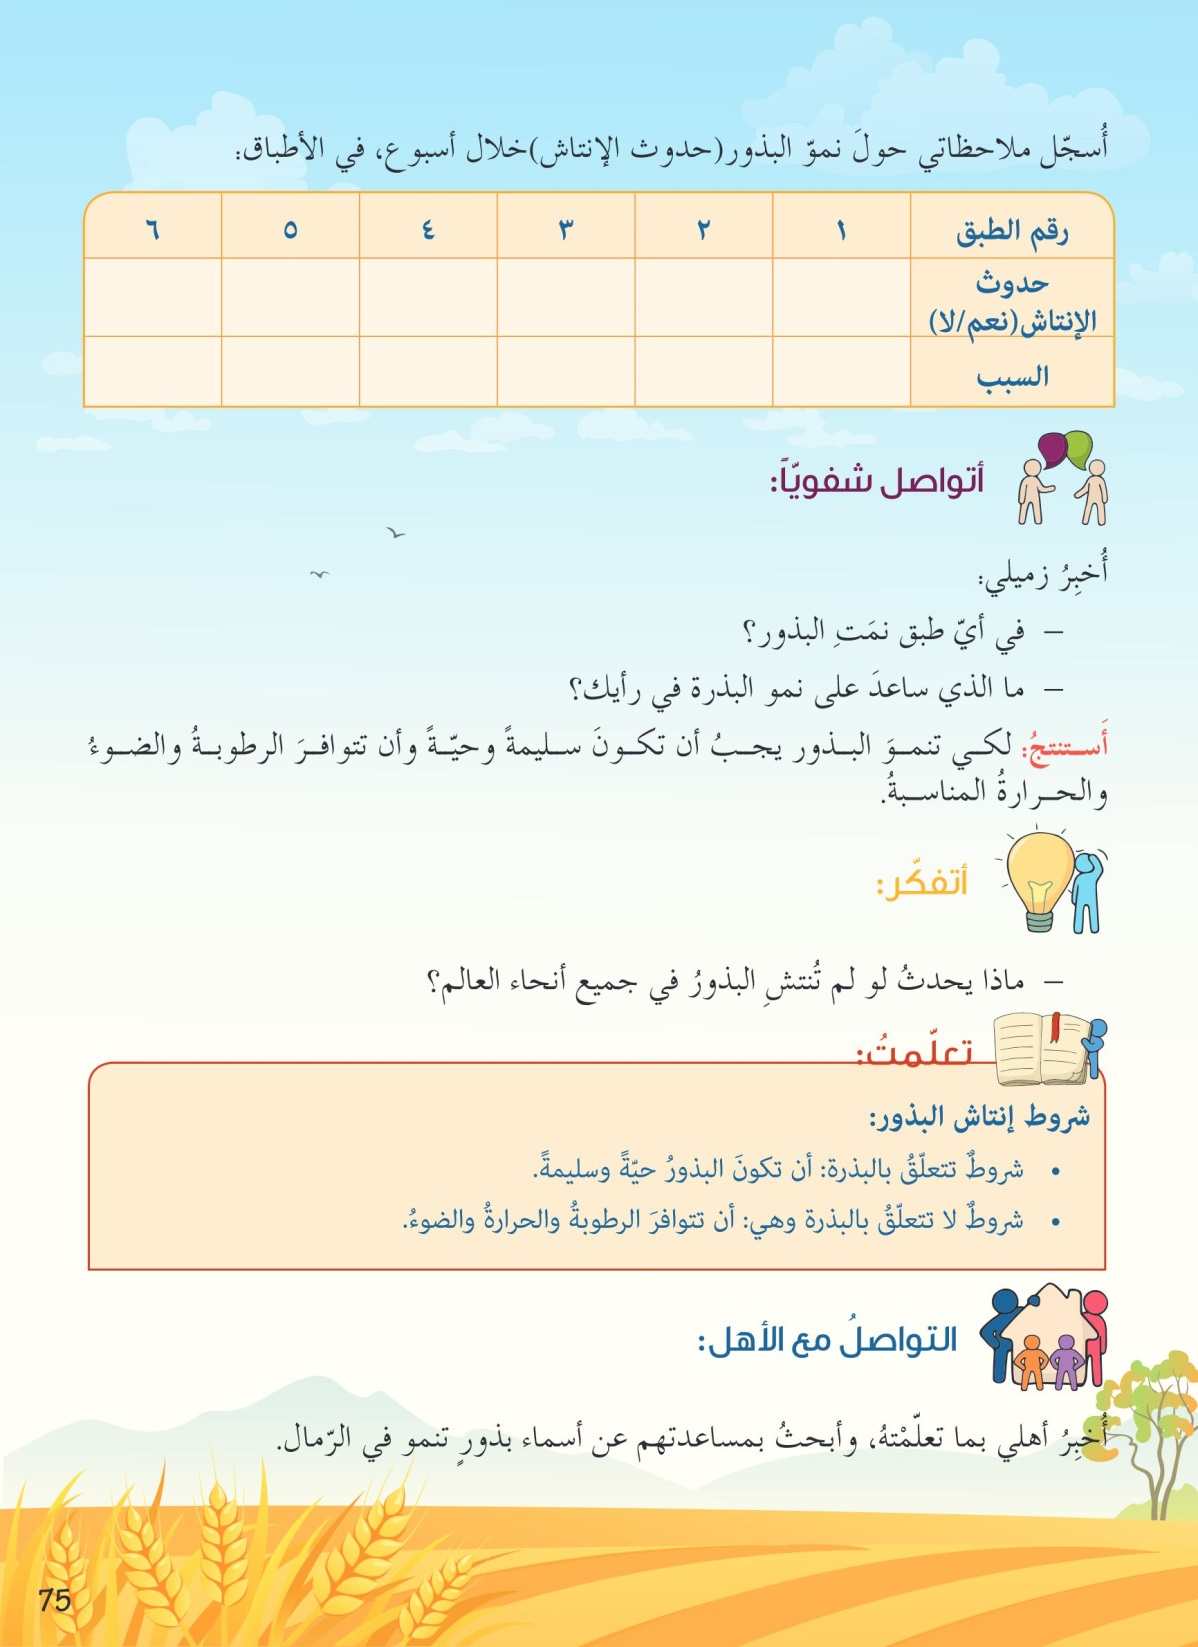 أُسجّل ملاحظاتي حولَ نموّ البذور(حدوث الإنتاش)خلال أسبوع، في الأطباق:
رقم الطبق ١ ٢ ٣ ٤ ٥ ٦
حدوث
الإنتاش(نعم/لا)
السبب
أتواصل شفويّاً:
أُخبِرُ زميلي:
– في أيّ طبق نمَتِ البذور؟
– ما الذي ساعدَ على نمو البذرة في رأيك؟
أَستنتجُ: لكي تنموَ البذور يجبُ أن تكونَ سليمةً وحيّةً وأن تتوافرَ الرطوبةُ والضوءُ
والحرارةُ المناسبةُ.
أتفكّر:
– ماذا يحدثُ لو لم تُنتشِ البذورُ في جميع أنحاء العالم؟
تعلّمتُ:
شروط إنتاش البذور:
• شروطٌ تتعلّقُ بالبذرة: أن تكونَ البذورُ حيّةً وسليمةً.
• شروطٌ لا تتعلّقُ بالبذرة وهي: أن تتوافرَ الرطوبةُ والحرارةُ والضوءُ.
التواصلُ مع الأهل:
أُخبِرُ أهلي بما تعلّمْتهُ، وأبحثُ بمساعدتهم عن أسماء بذورٍ تنمو في الرّمال.
75